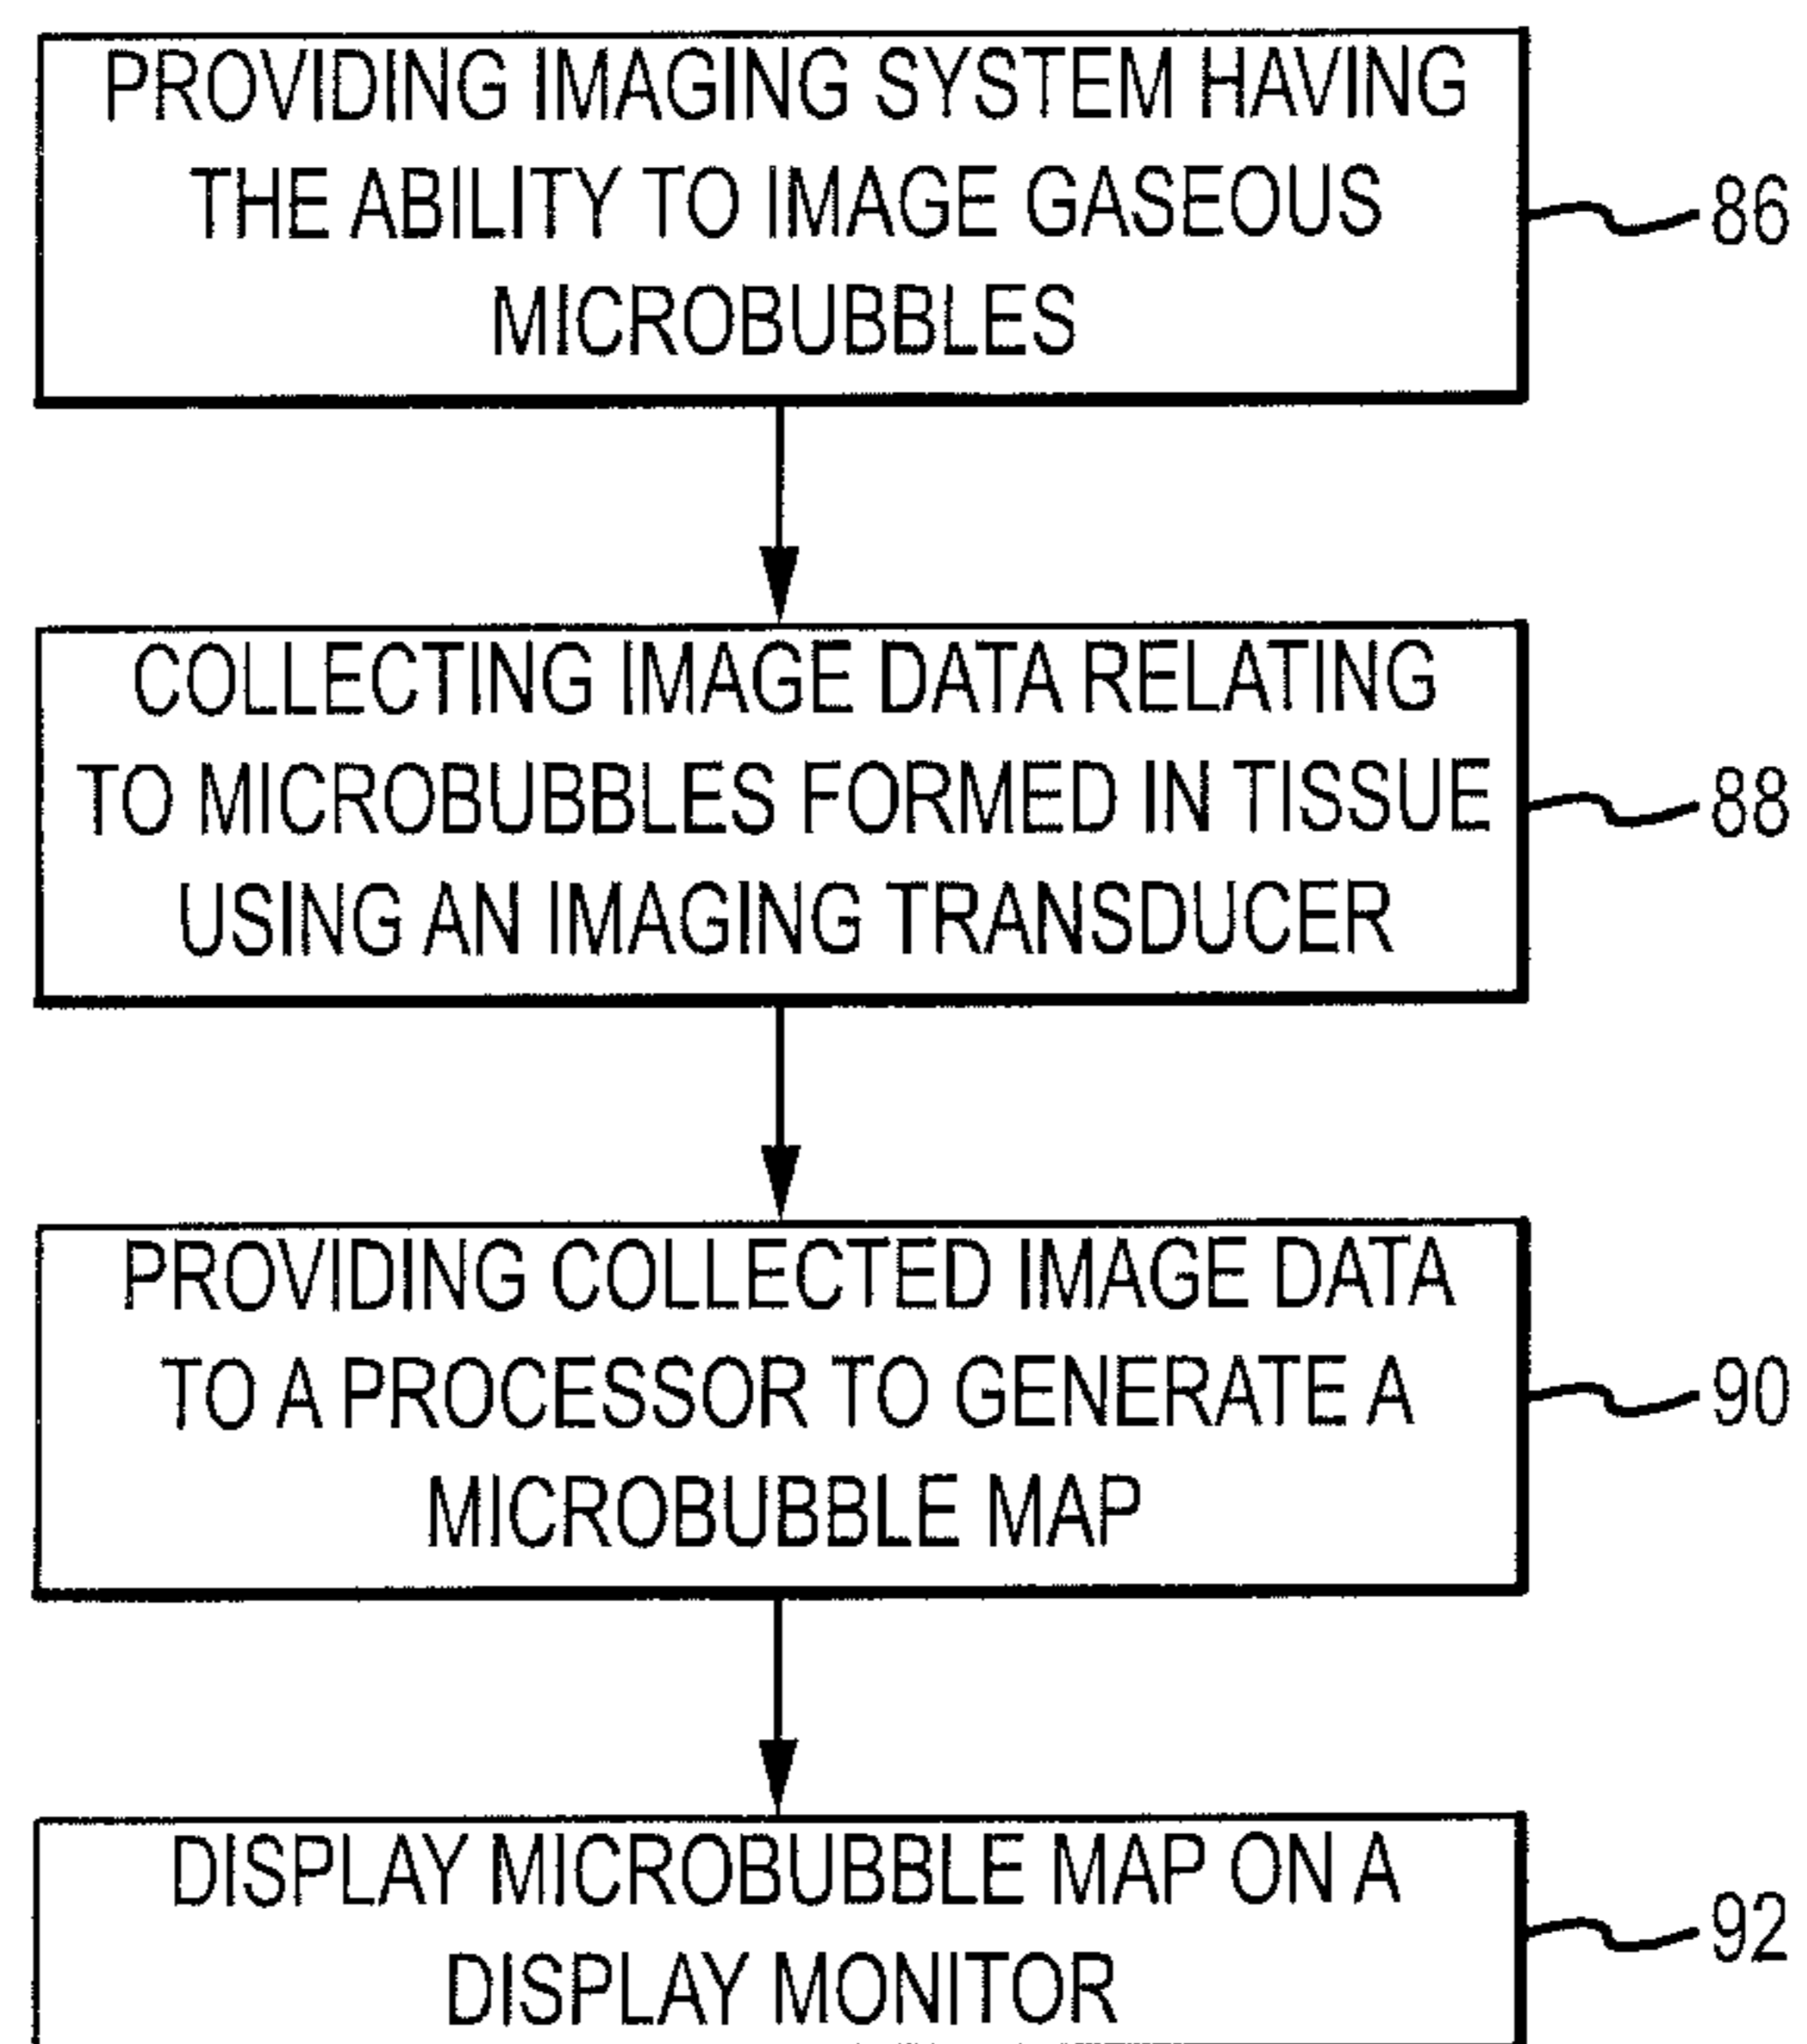 PROVIDING IMAGING SYSTEM HAVING
THE ABILITY TO IMAGE GASEOUS
MICROBUBBLES
86
COLLECTING IMAGE DATA RELATING
TO MICROBUBBLES FORMED IN TISSUE
USING AN IMAGING TRANSDUCER
88
PROVIDING COLLECTED IMAGE DATA
TO A PROCESSOR TO GENERATE A
MICROBUBBLE MAP
90
DISPLAY MICROBUBBLE MAP ON A
DISPLAY MONITOR
92